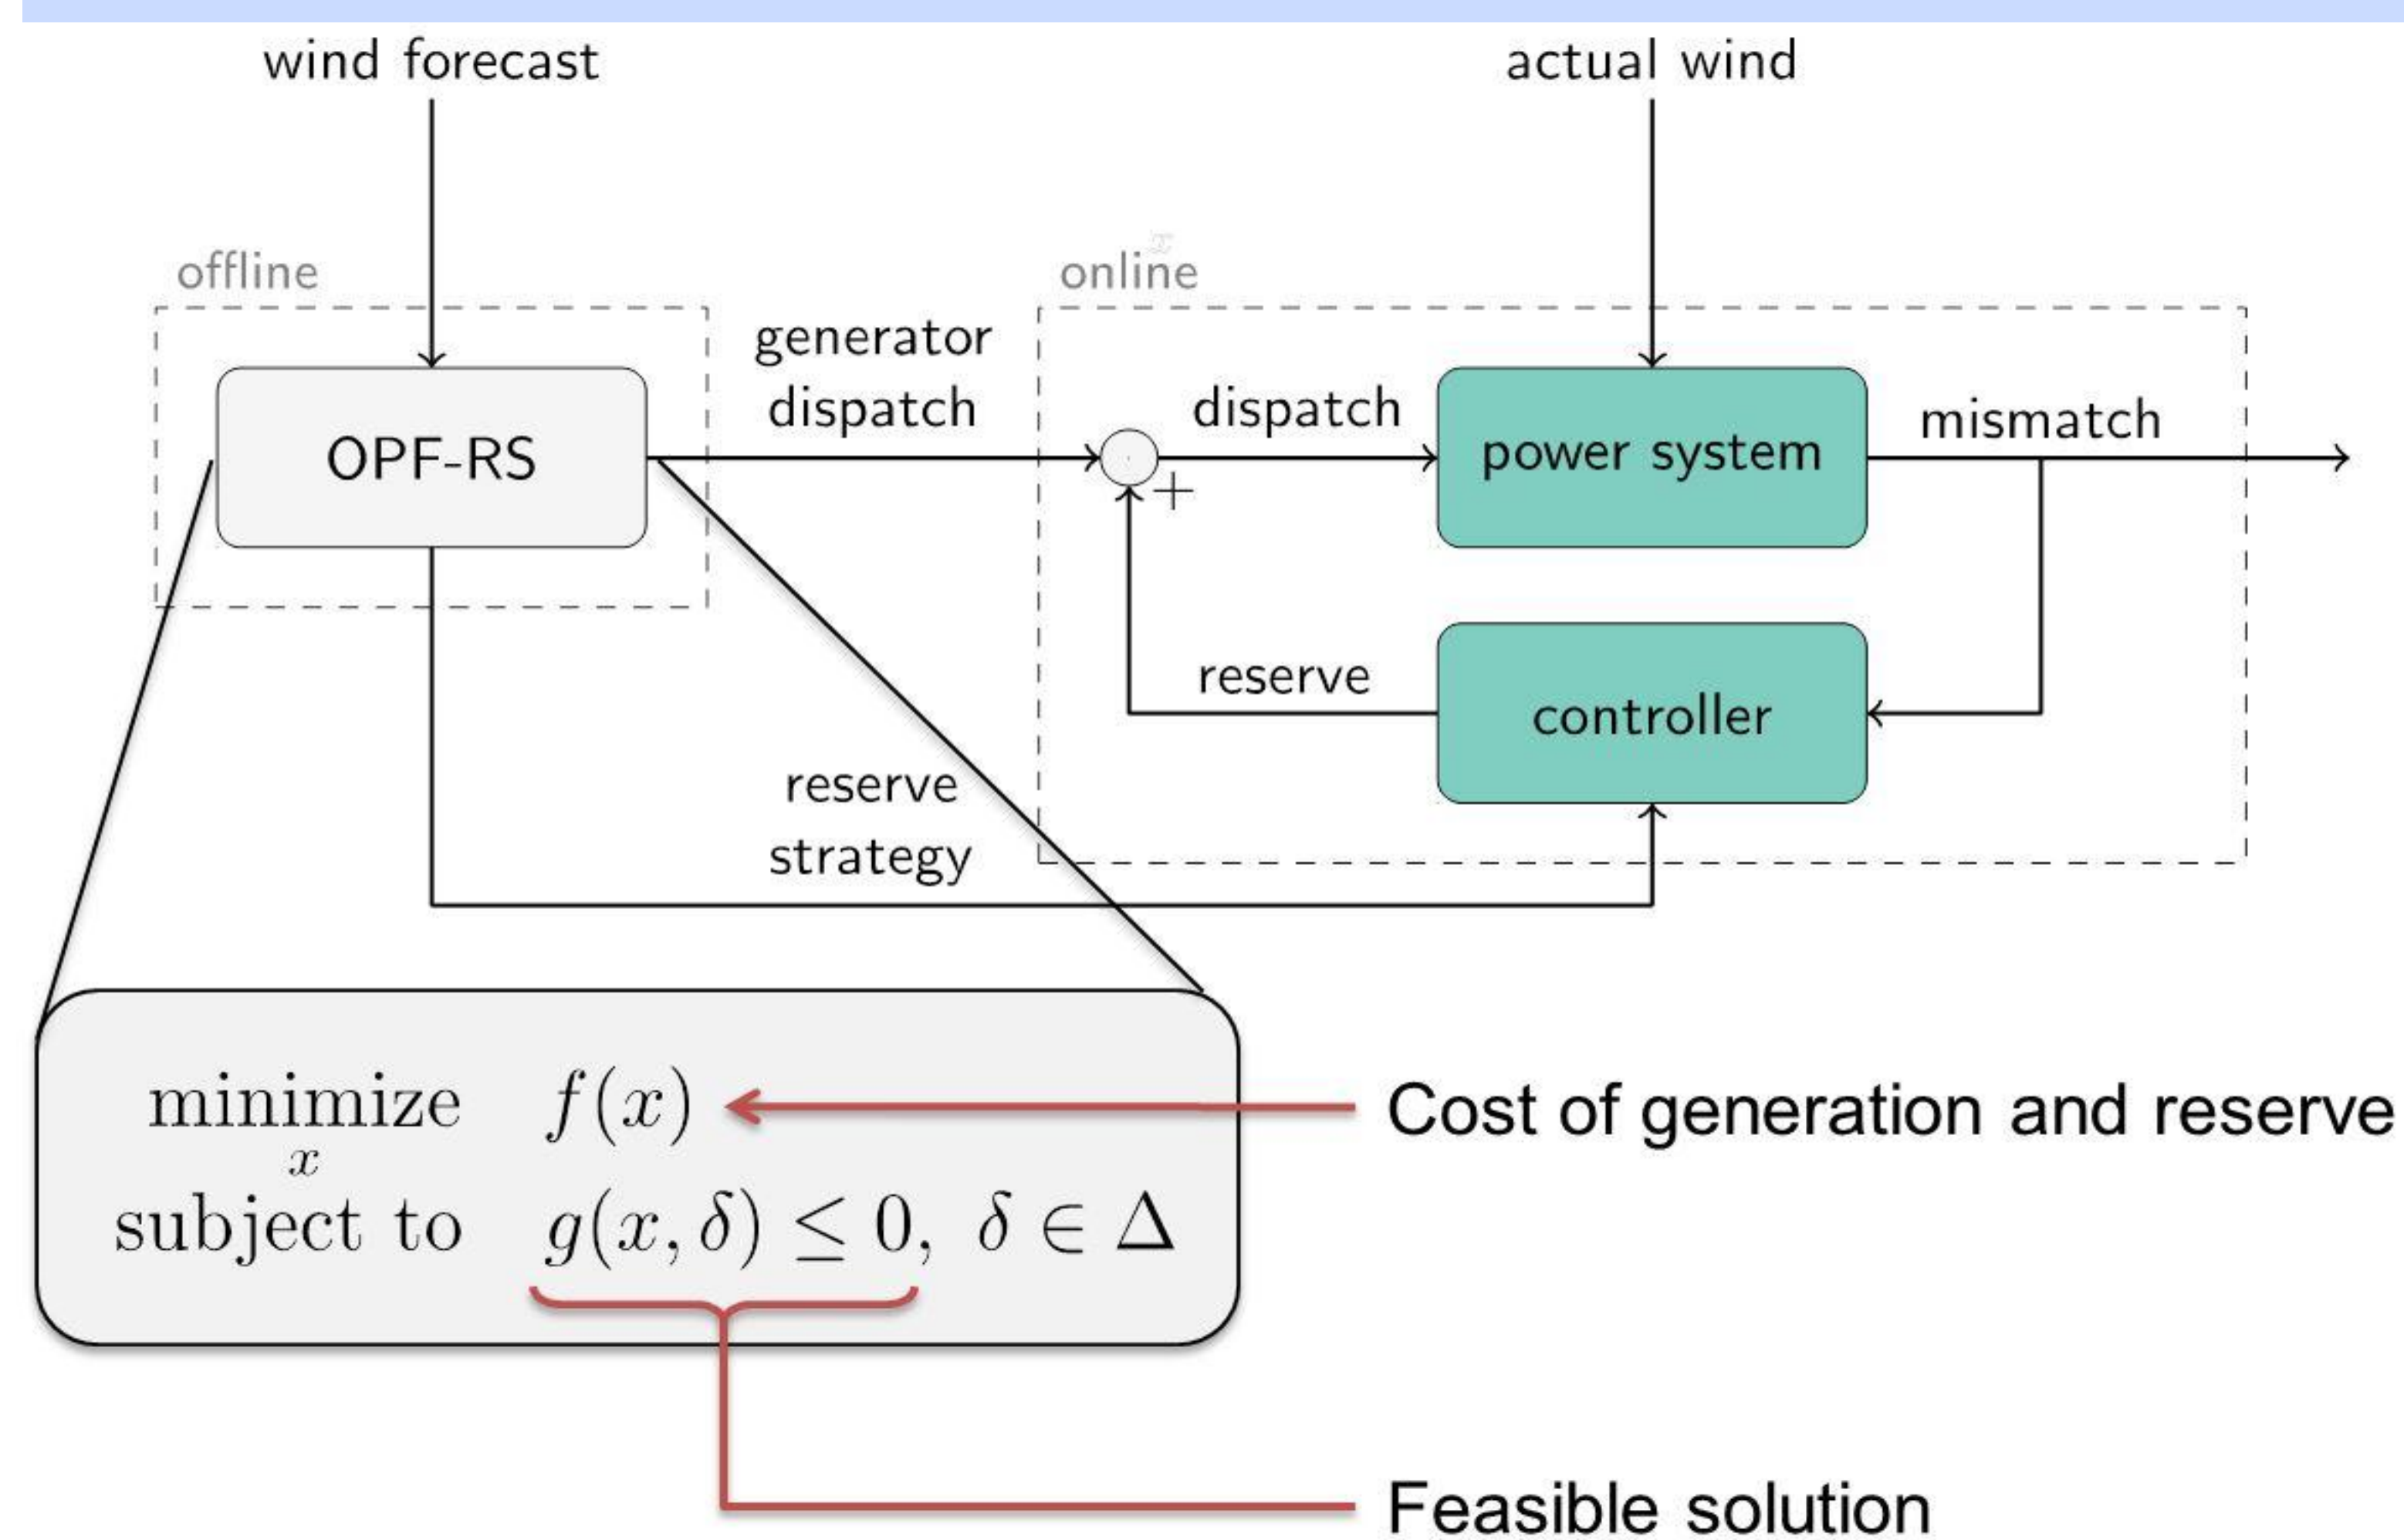 wind forecast
actual wind
offline
x
online
generator
dispatch
dispatch
mismatch
OPF-RS
power system
+
reserve
controller
reserve
strategy
minimize f(x)
x
Cost of generation and reserve
subject to g(x, δ) ≤ 0, δ ∈ Δ
Feasible solution